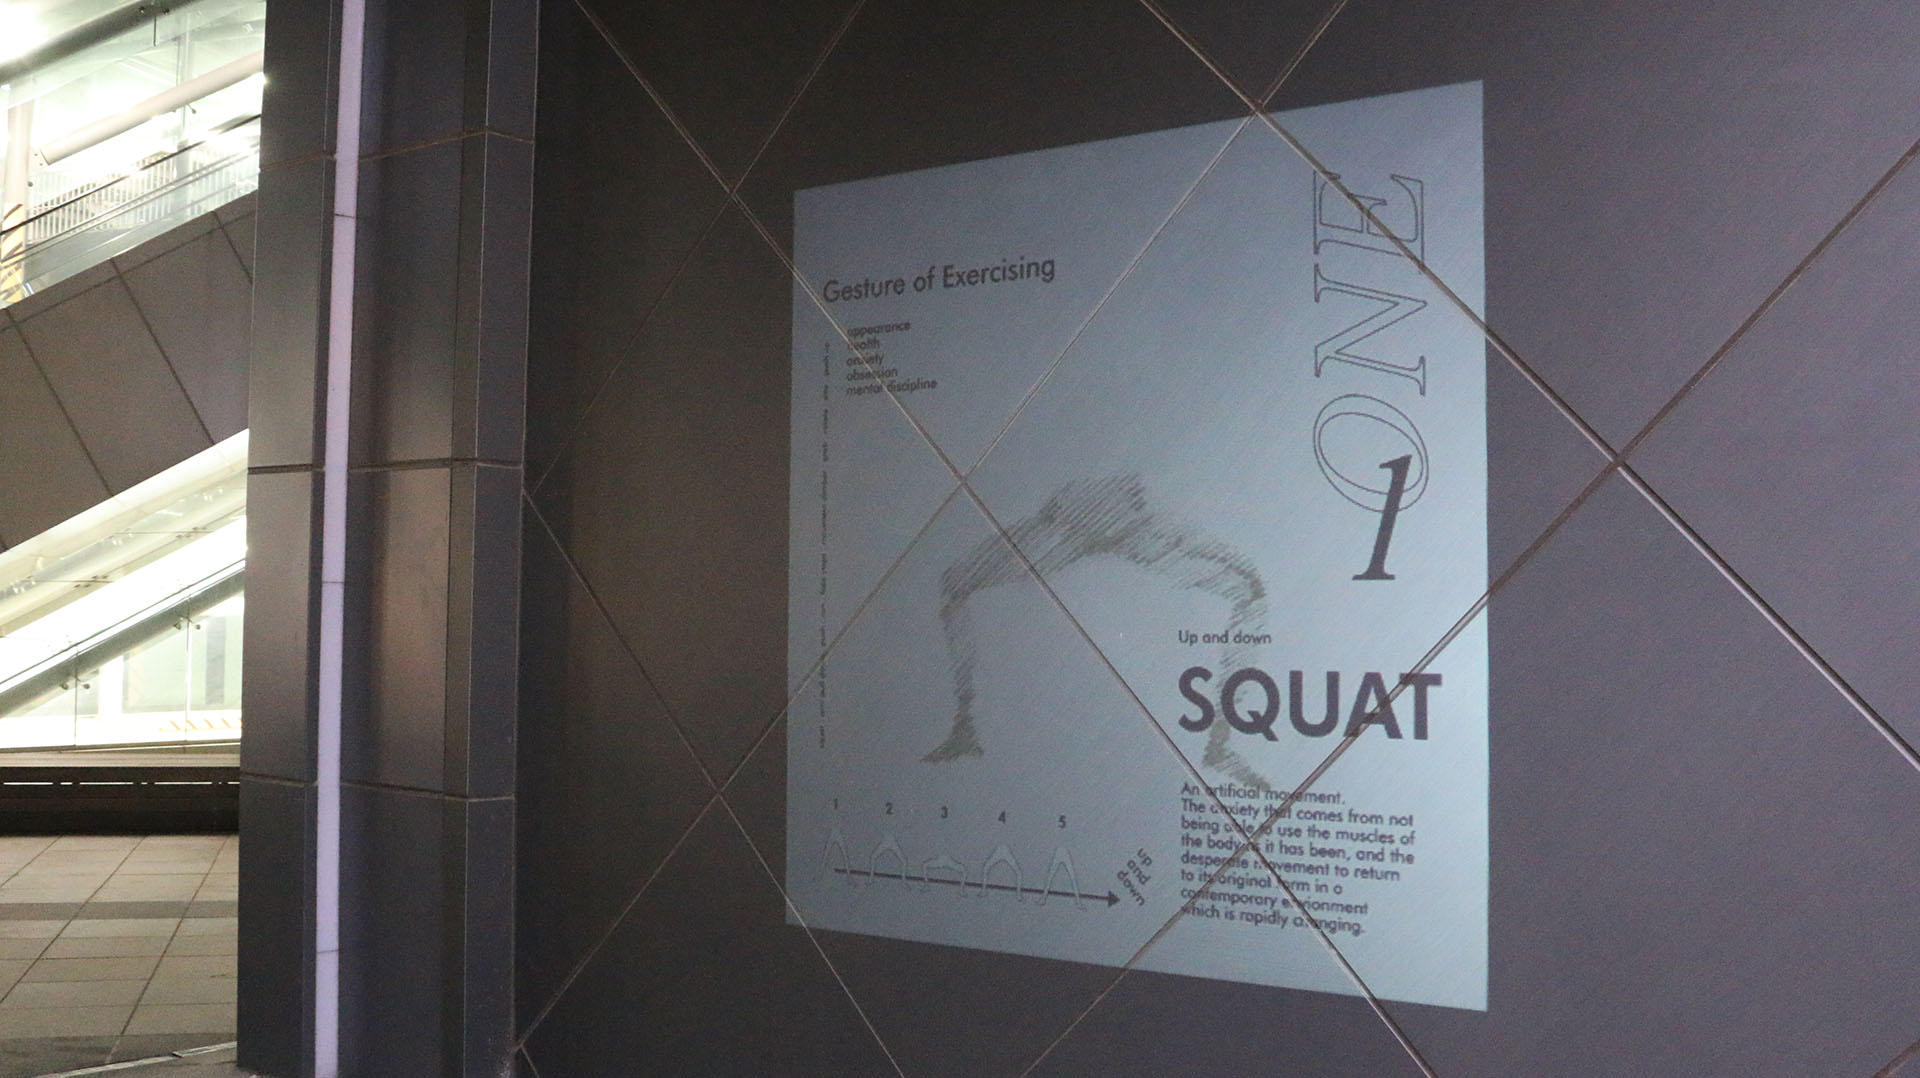 Gesture of Exercising
appearance
health
anxiety
obsession
mental discipline
ONE
1
Up and down
SQUAT
An artificial movement.
The anxiety that comes from not
being able to use the muscles of
the body as it has been, and the
desperate movement to return
to its original form in a
contemporary envionment
which is rapidly changing.
1 2 3 4 5
up
and
down